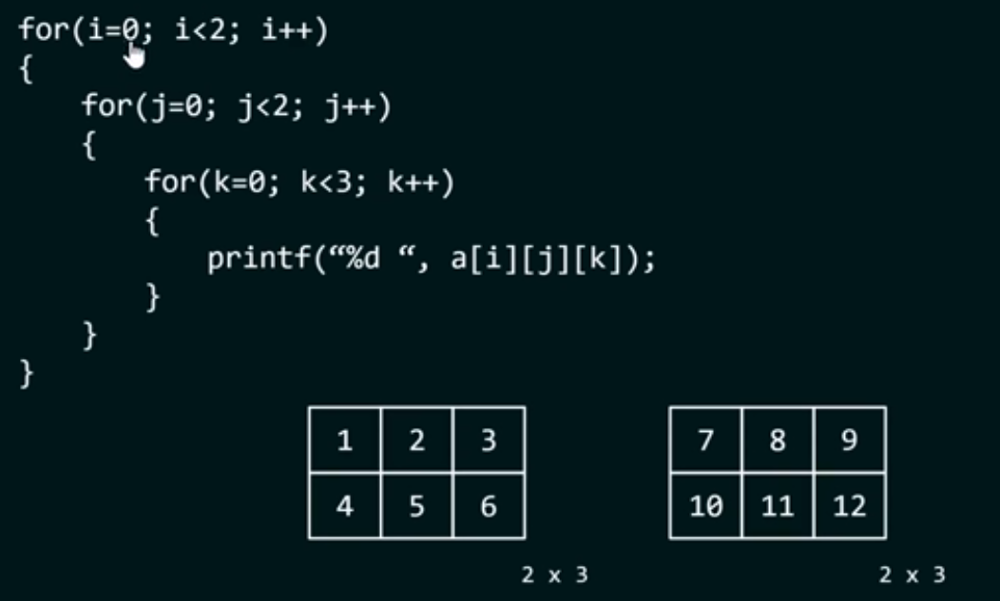 for(i=0; i<2; i++)
{
for(j=0; j<2; j++)
{
for(k=0; k<3; k++)
{
printf(“%d “, a[i][j][k]);
}
}
}
1 2 3 7 8 9
4 5 6 10 11 12
2 x 3 2 x 3